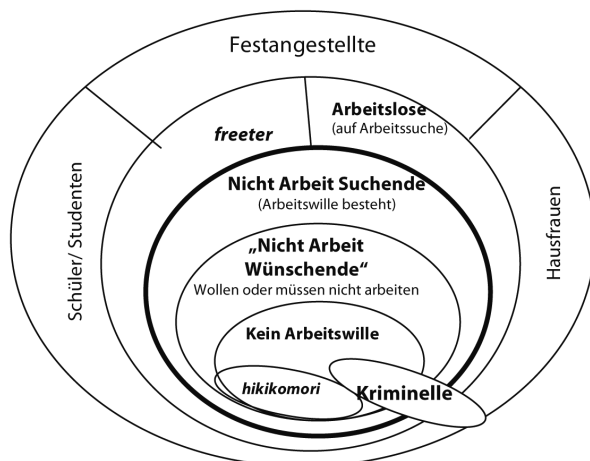 Festangestellte
Arbeitslose
(auf Arbeitssuche)
freeter
Schüler/ Studenten
Hausfrauen
Nicht Arbeit Suchende
(Arbeitswille besteht)
„Nicht Arbeit
Wünschende“
Wollen oder müssen nicht arbeiten
Kein Arbeitswille
hikikomori
Kriminelle